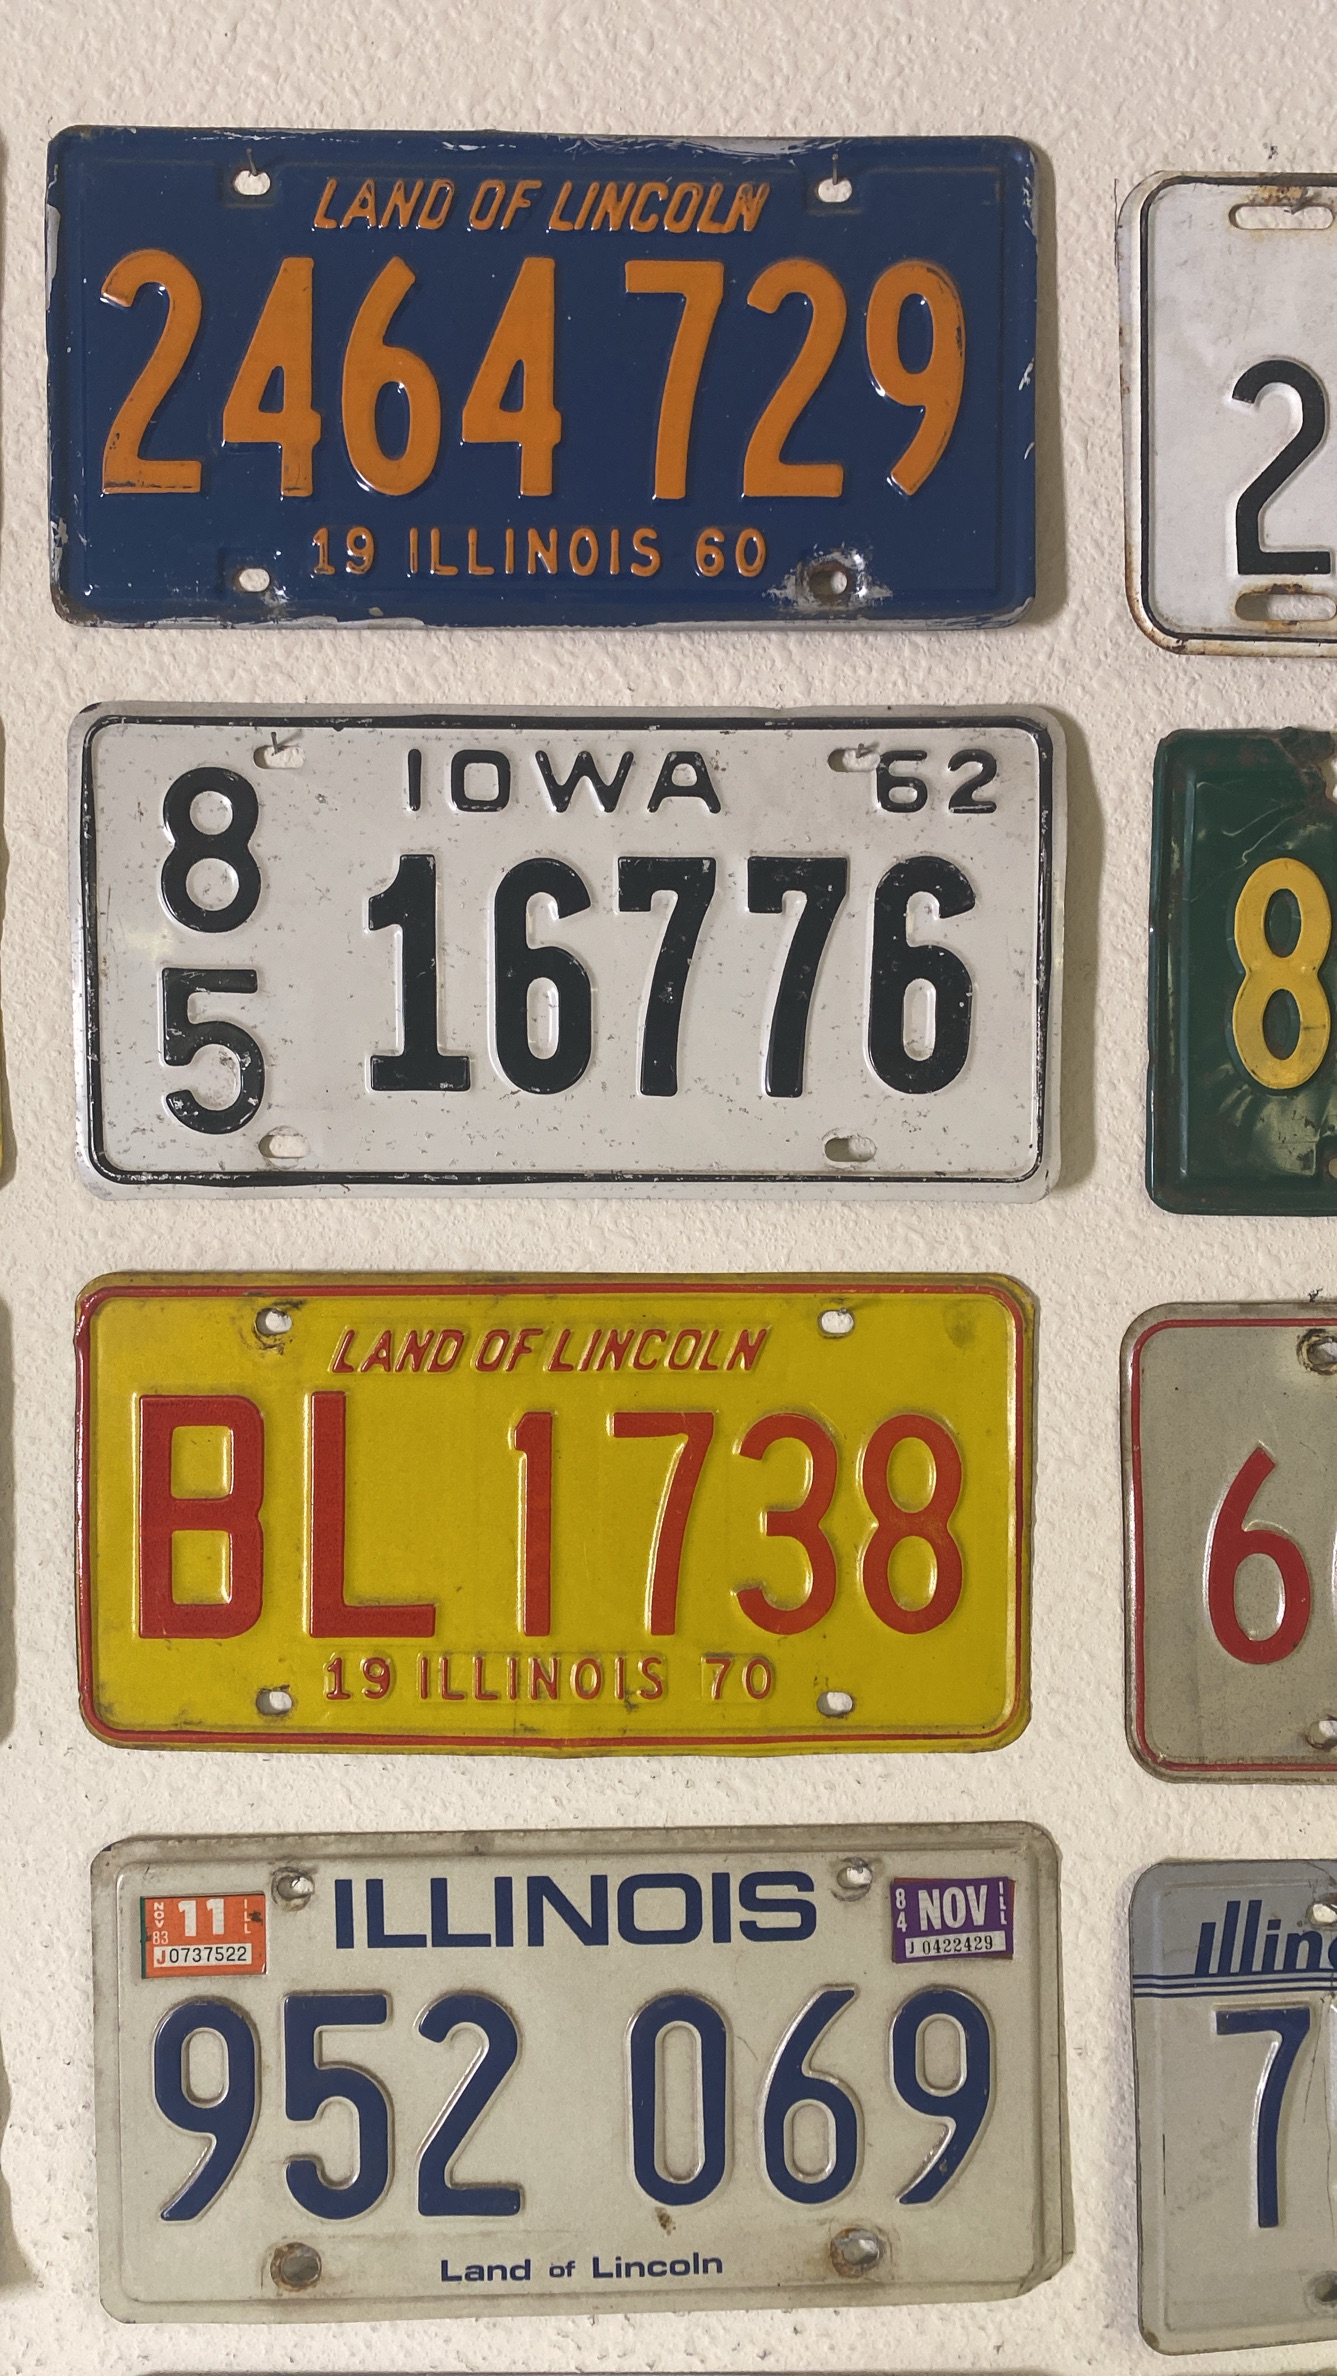 LAND OF LINCOLN
2464 729
19 ILLINOIS 60
IOWA 62
85
16776
LAND OF LINCOLN
BL 1738
19 ILLINOIS 70
ILLINOIS
NOV 83 11 ILL
J0737522
84 NOV ILL
J 0422429
952 069
Land of Lincoln
2
8
6
7